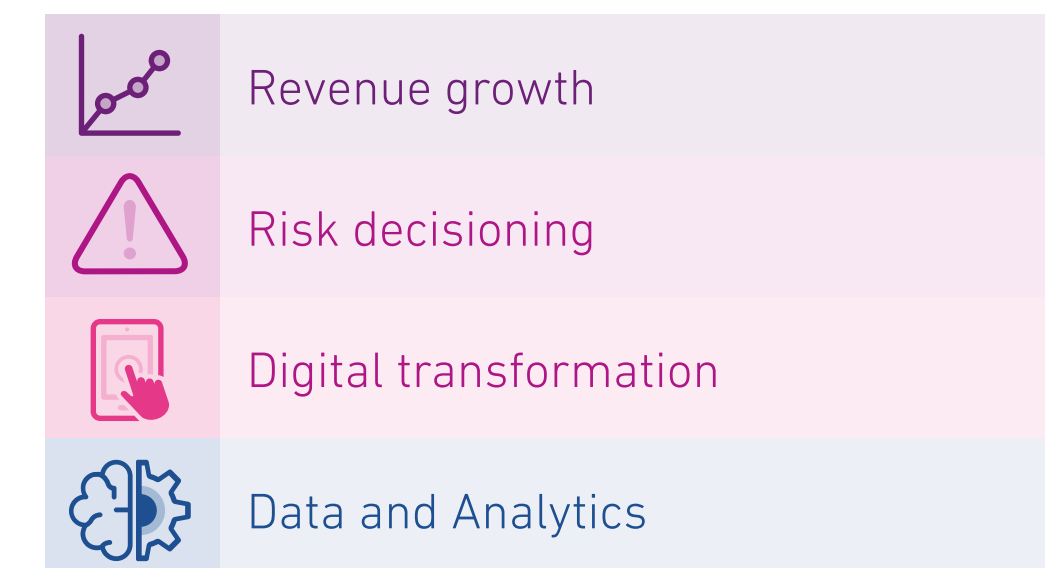 Revenue growth
Risk decisioning
Digital transformation
Data and Analytics